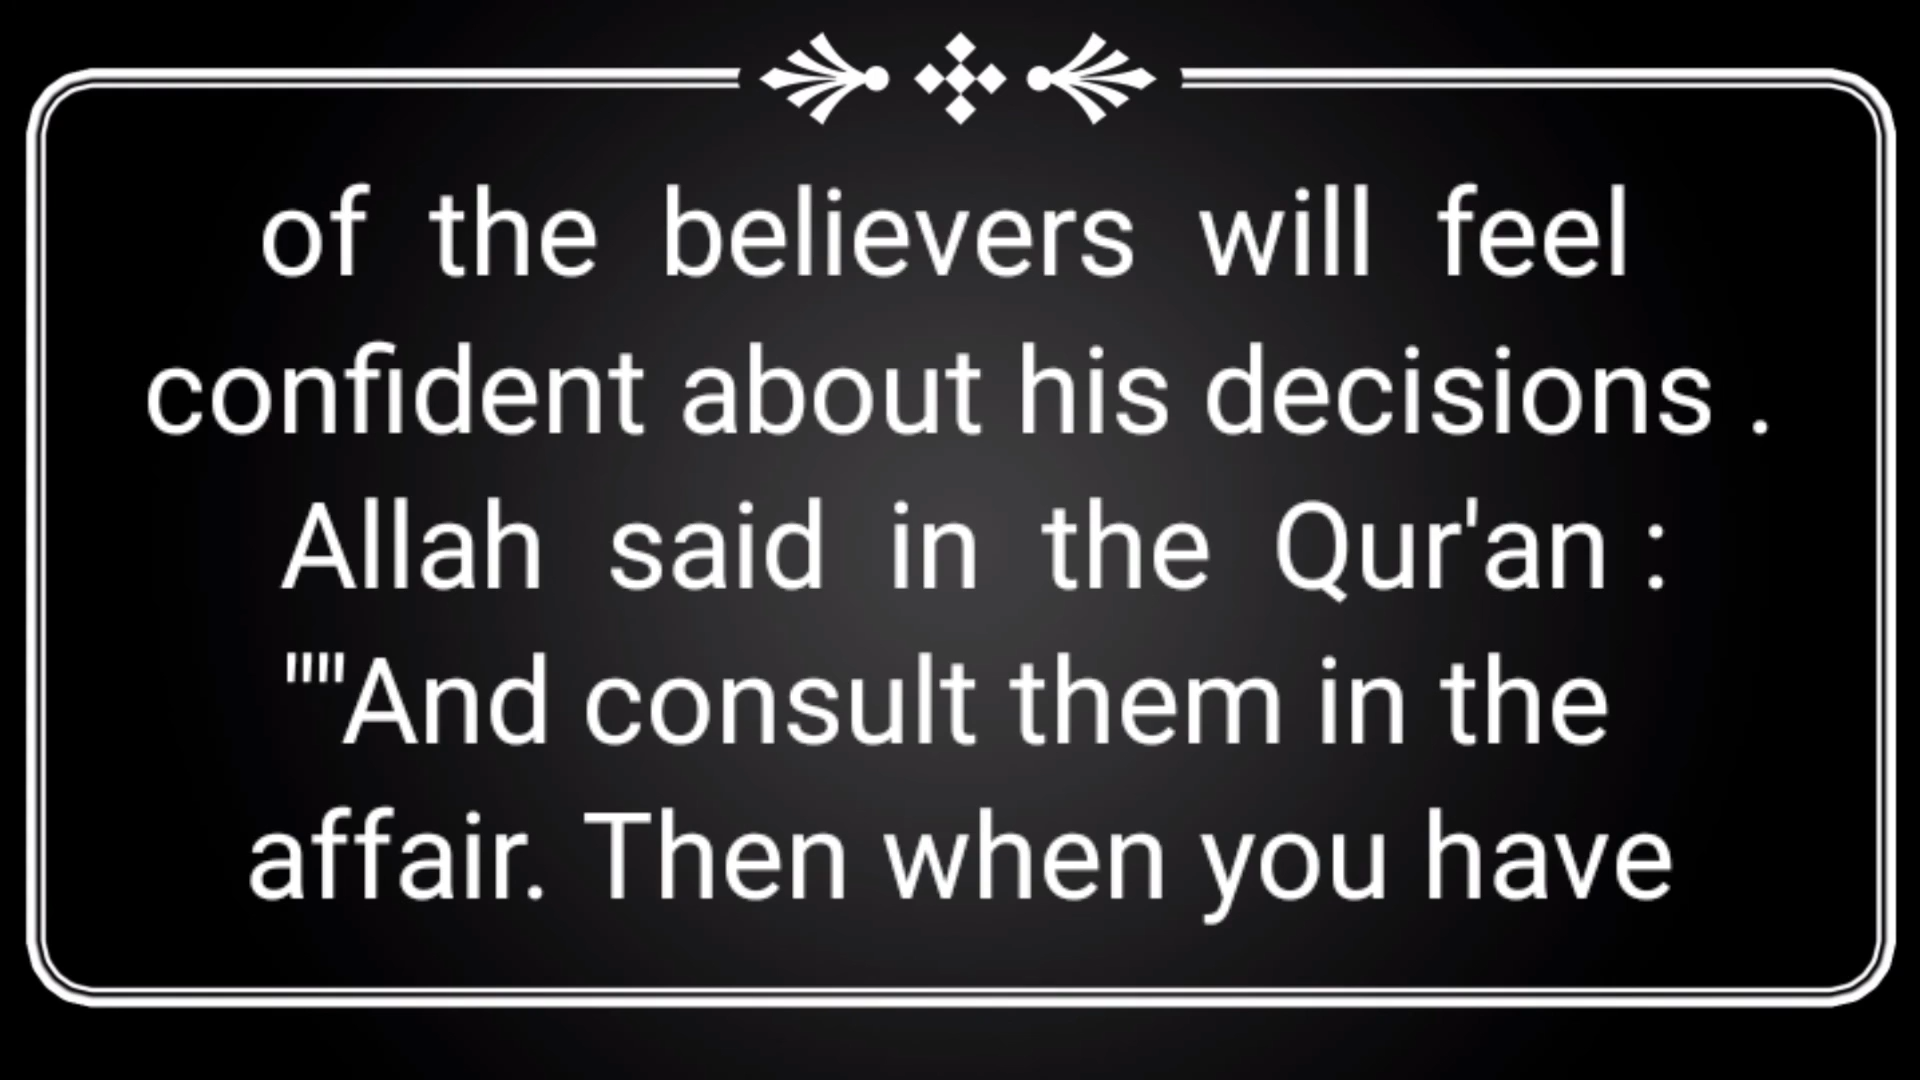 of the believers will feel
confident about his decisions .
Allah said in the Qur'an :
""And consult them in the
affair. Then when you have